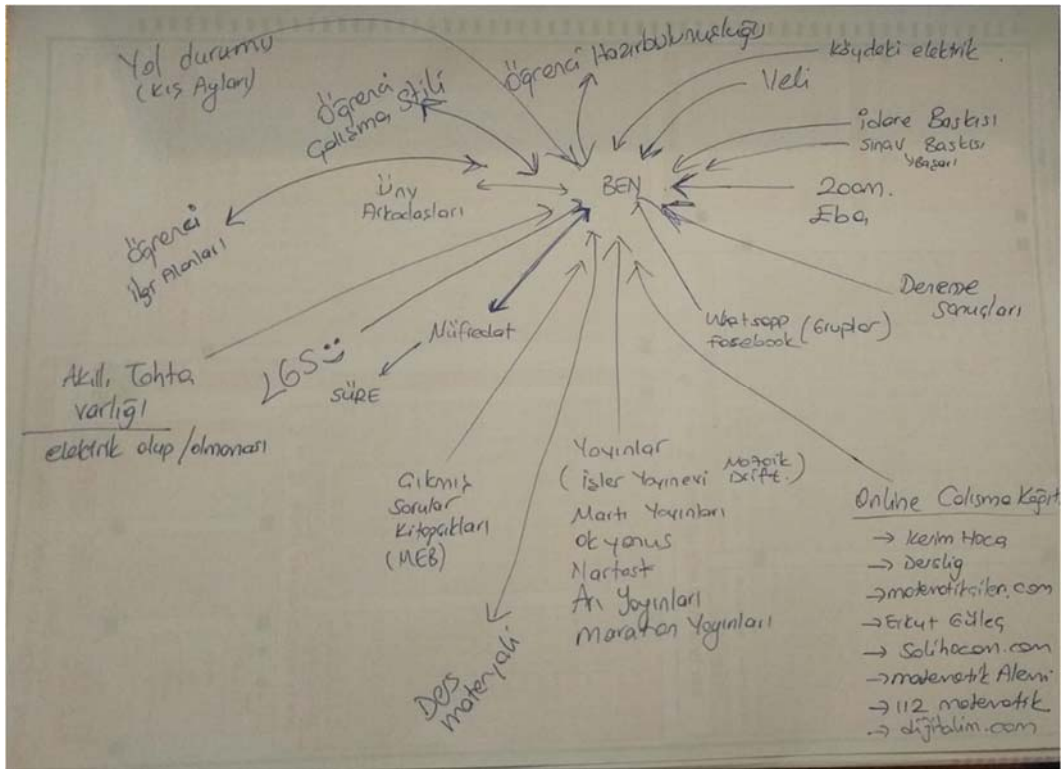 Yol durumu
(Kış Ayları)
Öğrenci
Çalışma Stili
Öğrenci Hazırbulunuşluğu
Köydeki elektrik
Veli
İdare Baskısı
Sınav Baskısı
↳Başarı
Zoom.
Eba
BEN
Üny
Arkadaşları
Öğrenci
İlgi Alanları
Deneme
Sonuçları
Whatsapp
Facebook (Gruplar)
Müfredat
SÜRE
LGS
Akıllı Tahta
varlığı
elektrik olup/olmaması
Çıkmış
Sorular
Kitapçıkları
(MEB)
Ders
materyali
Yayınlar
(İşler Yayınevi Mozaik
Drift.)
Martı Yayınları
Okyanus
Nartest
Arı Yayınları
Maraton Yayınları
Online Calışma Kağıt
→ Kerim Hoca
→ Derslig
→ matematikciler.com
→ Erkut Güleç
→ Salihocam.com
→ matematik Alemi
→ 112 matematik
→ dijitalim.com